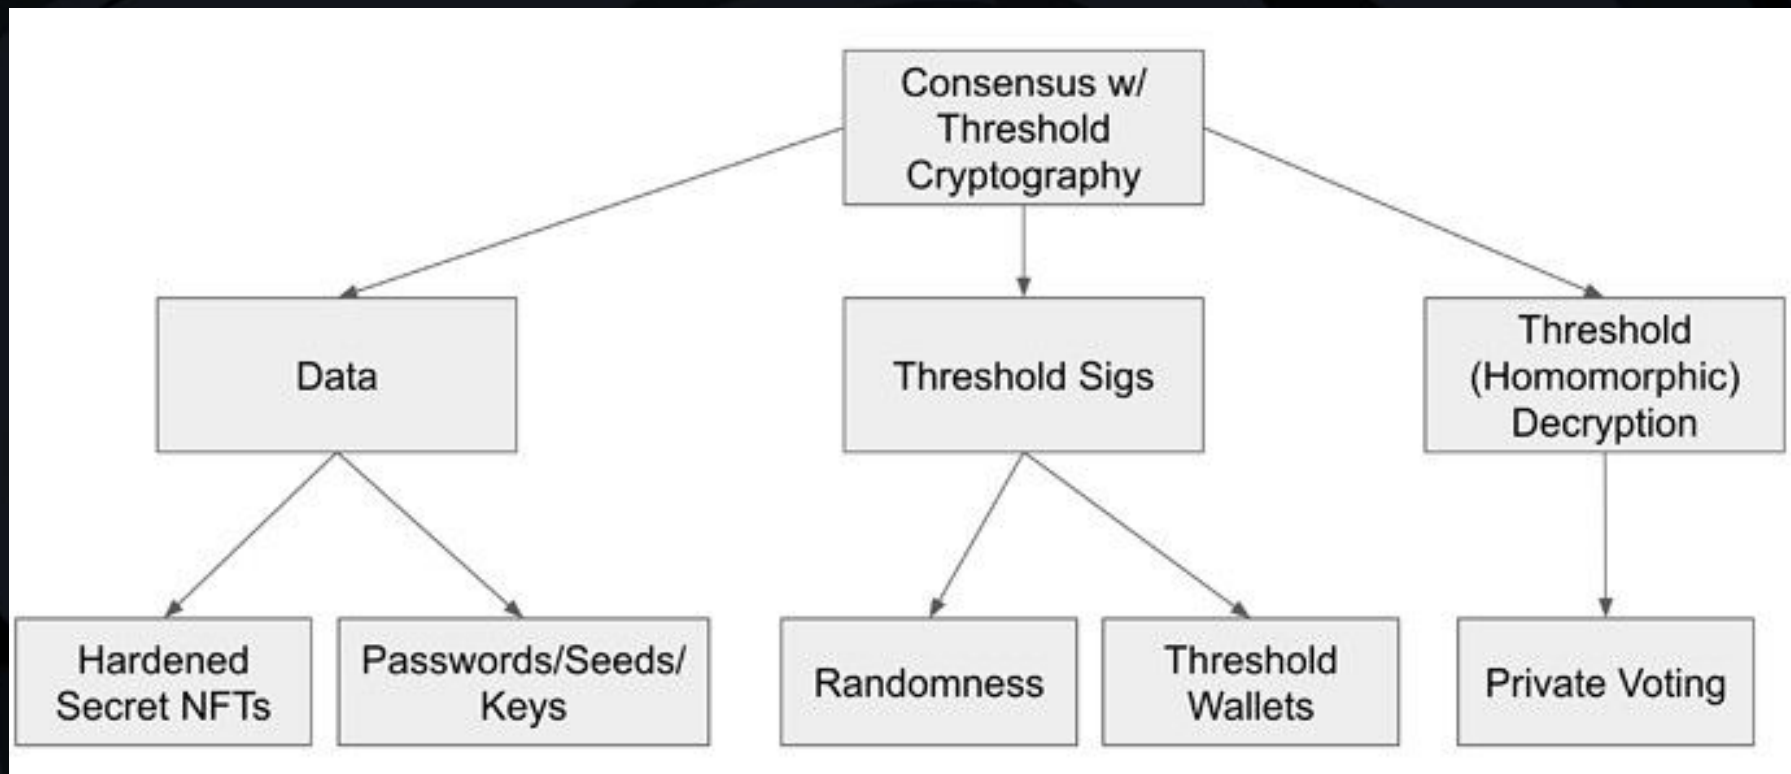 Consensus w/
Threshold
Cryptography
Data
Threshold Sigs
Threshold
(Homomorphic)
Decryption
Hardened
Secret NFTs
Passwords/Seeds/
Keys
Randomness
Threshold
Wallets
Private Voting